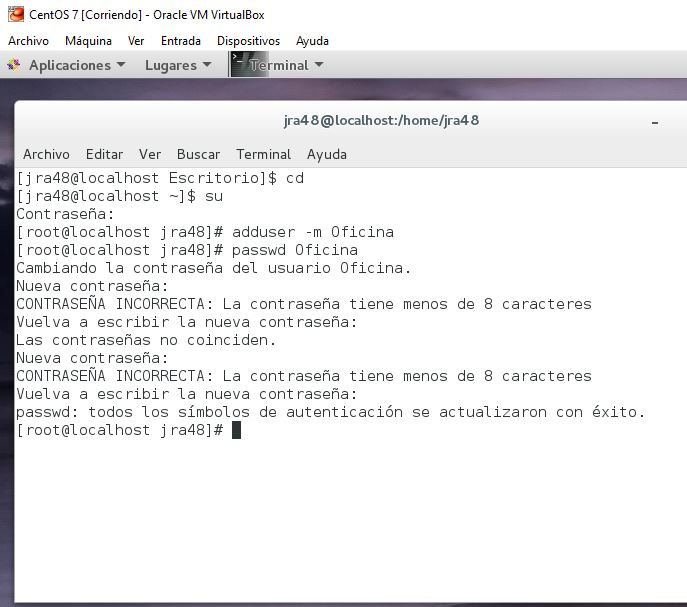 CentOS 7 [Corriendo] - Oracle VM VirtualBox
Archivo Máquina Ver Entrada Dispositivos Ayuda
Aplicaciones Lugares Terminal
jra48@localhost:/home/jra48
Archivo Editar Ver Buscar Terminal Ayuda
[jra48@localhost Escritorio]$ cd
[jra48@localhost ~]$ su
Contraseña:
[root@localhost jra48]# adduser -m Oficina
[root@localhost jra48]# passwd Oficina
Cambiando la contraseña del usuario Oficina.
Nueva contraseña:
CONTRASEÑA INCORRECTA: La contraseña tiene menos de 8 caracteres
Vuelva a escribir la nueva contraseña:
Las contraseñas no coinciden.
Nueva contraseña:
CONTRASEÑA INCORRECTA: La contraseña tiene menos de 8 caracteres
Vuelva a escribir la nueva contraseña:
passwd: todos los símbolos de autenticación se actualizaron con éxito.
[root@localhost jra48]#